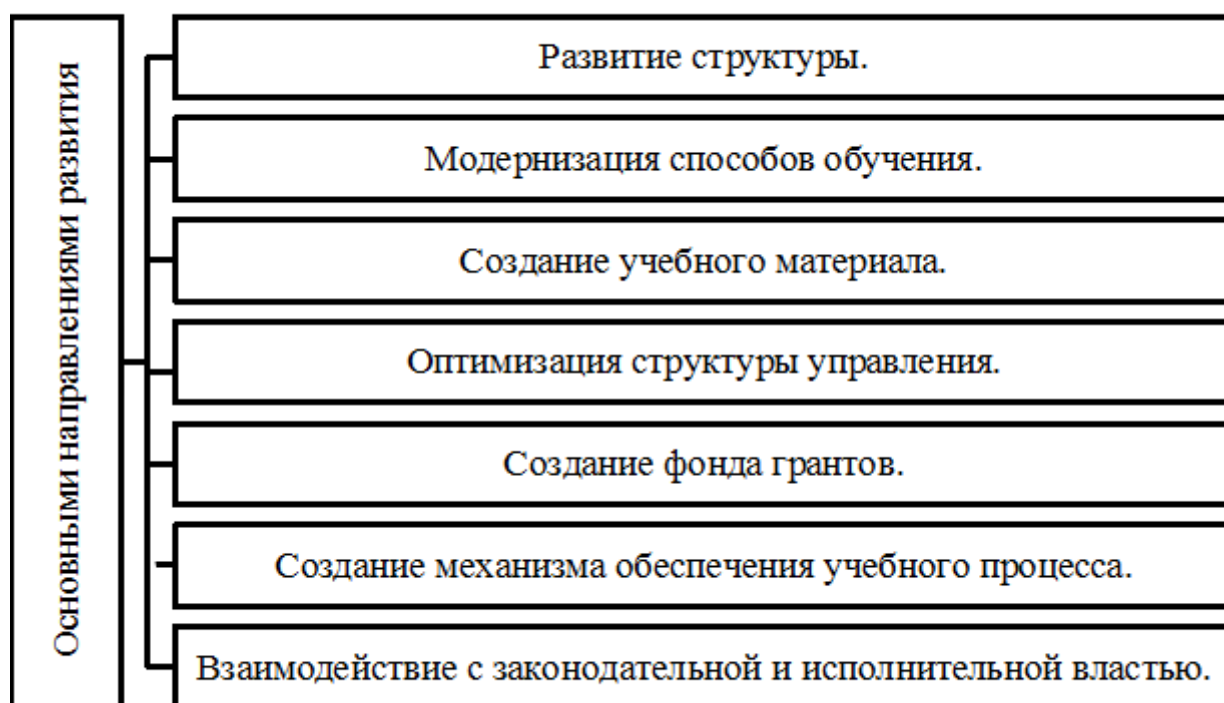 Основными направлениями развития
Развитие структуры.
Модернизация способов обучения.
Создание учебного материала.
Оптимизация структуры управления.
Создание фонда грантов.
Создание механизма обеспечения учебного процесса.
Взаимодействие с законодательной и исполнительной властью.